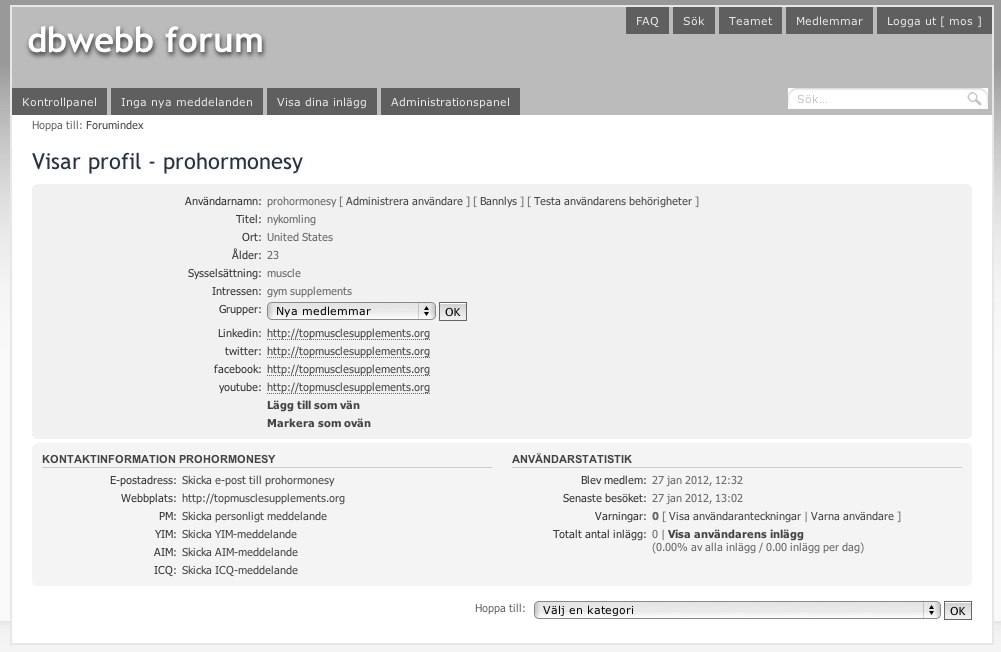 FAQ Sök Teamet Medlemmar Logga ut [ mos ]
dbwebb forum
Kontrollpanel Inga nya meddelanden Visa dina inlägg Administrationspanel Sök...
Hoppa till: Forumindex
Visar profil - prohormonesy
Användarnamn: prohormonesy [ Administrera användare ] [ Bannlys ] [ Testa användarens behörigheter ]
Titel: nykomling
Ort: United States
Ålder: 23
Sysselsättning: muscle
Intressen: gym supplements
Grupper: Nya medlemmar OK
Linkedin: http://topmusclesupplements.org
twitter: http://topmusclesupplements.org
facebook: http://topmusclesupplements.org
youtube: http://topmusclesupplements.org
Lägg till som vän
Markera som ovän
KONTAKTINFORMATION PROHORMONESY
E-postadress: Skicka e-post till prohormonesy
Webbplats: http://topmusclesupplements.org
PM: Skicka personligt meddelande
YIM: Skicka YIM-meddelande
AIM: Skicka AIM-meddelande
ICQ: Skicka ICQ-meddelande
ANVÄNDARSTATISTIK
Blev medlem: 27 jan 2012, 12:32
Senaste besöket: 27 jan 2012, 13:02
Varningar: 0 [ Visa användaranteckningar | Varna användare ]
Totalt antal inlägg: 0 | Visa användarens inlägg
(0.00% av alla inlägg / 0.00 inlägg per dag)
Hoppa till: Välj en kategori OK